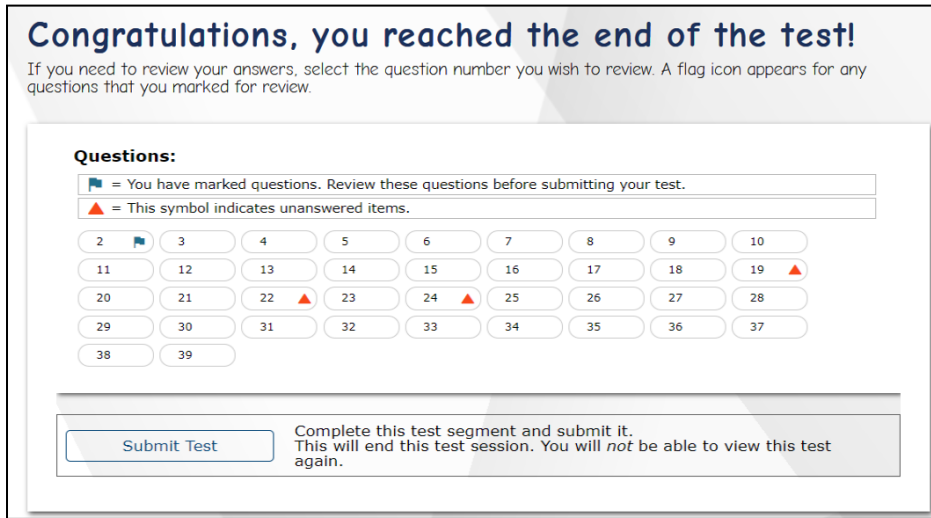 Congratulations, you reached the end of the test!
If you need to review your answers, select the question number you wish to review. A flag icon appears for any
questions that you marked for review.
Questions:
= You have marked questions. Review these questions before submitting your test.
= This symbol indicates unanswered items.
2 3 4 5 6 7 8 9 10
11 12 13 14 15 16 17 18 19
20 21 22 23 24 25 26 27 28
29 30 31 32 33 34 35 36 37
38 39
Submit Test
Complete this test segment and submit it.
This will end this test session. You will not be able to view this test
again.